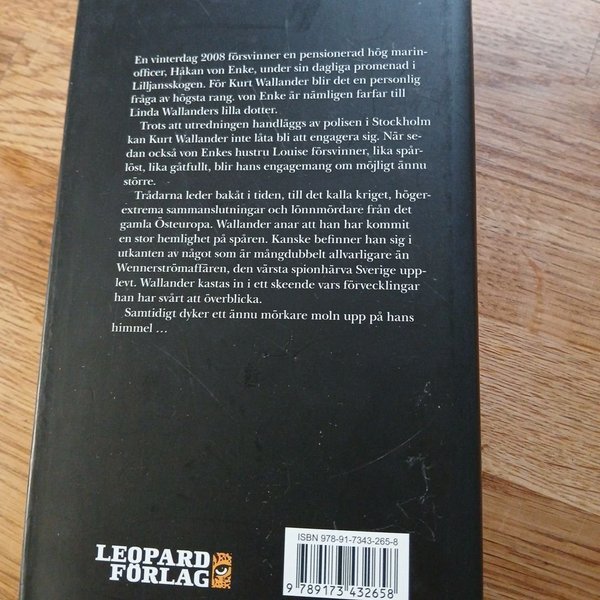 En vinterdag 2008 försvinner en pensionerad hög marin-
officer, Håkan von Enke, under sin dagliga promenad i
Lilljansskogen. För Kurt Wallander blir det en personlig
fråga av högsta rang. von Enke är nämligen farfar till
Linda Wallanders lilla dotter.
Trots att utredningen handläggs av polisen i Stockholm
kan Kurt Wallander inte låta bli att engagera sig. När se-
dan också von Enkes hustru Louise försvinner, lika spår-
löst, lika gåtfullt, blir hans engagemang om möjligt ännu
större.
Trådarna leder bakåt i tiden, till det kalla kriget, höger-
extrema sammanslutningar och lönnmördare från det
gamla Östeuropa. Wallander anar att han har kommit
en stor hemlighet på spåren. Kanske befinner han sig i
utkanten av något som är mångdubbelt allvarligare än
Wennerströmaffären, den värsta spionhärva Sverige upp-
levt. Wallander kastas in i ett skeende vars förvecklingar
han har svårt att överblicka.
Samtidigt dyker ett ännu mörkare moln upp på hans
himmel ...
ISBN 978-91-7343-265-8
LEOPARD
FÖRLAG
9 789173 432658